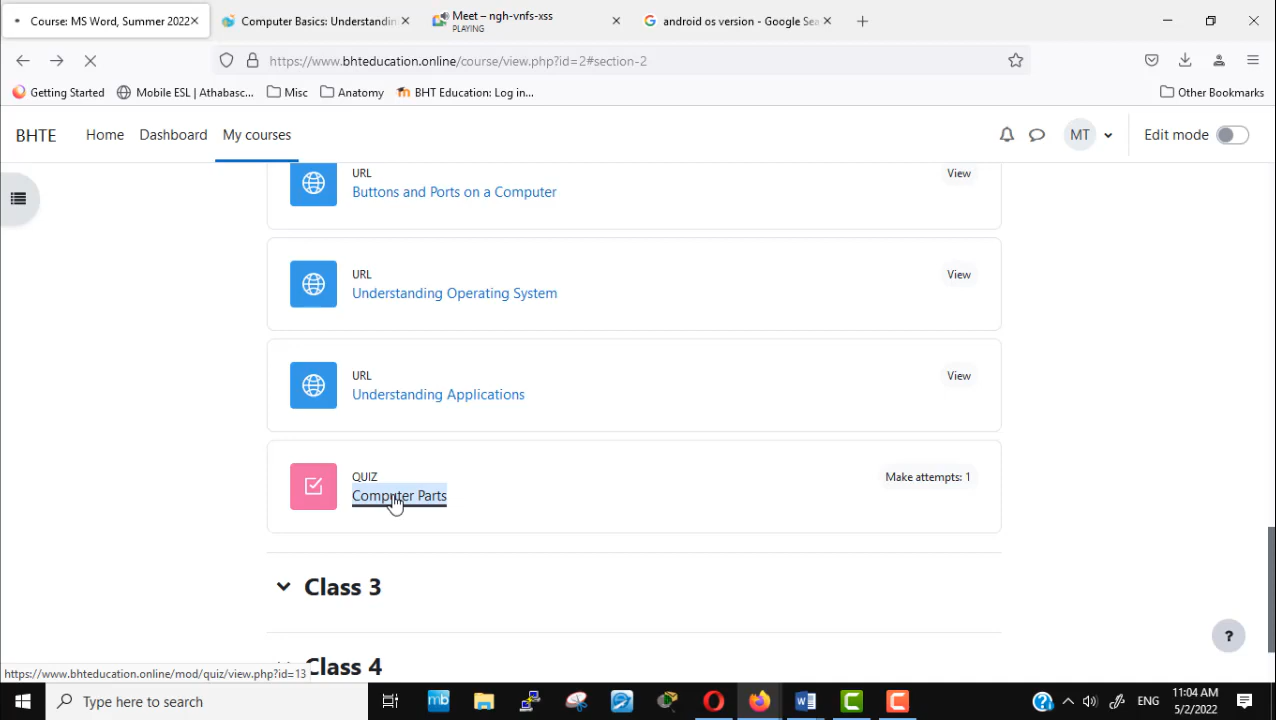 Course: MS Word, Summer 2022
Computer Basics: Understandin
Meet – ngh-vnfs-xss
PLAYING
android os version - Google Sea
https://www.bhteducation.online/course/view.php?id=2#section-2
Getting Started
Mobile ESL | Athabasc...
Misc
Anatomy
BHT Education: Log in...
Other Bookmarks
BHTE
Home
Dashboard
My courses
MT
Edit mode
URL
View
Buttons and Ports on a Computer
URL
View
Understanding Operating System
URL
View
Understanding Applications
QUIZ
Make attempts: 1
Computer Parts
Class 3
Class 4
?
https://www.bhteducation.online/mod/quiz/view.php?id=13
Type here to search
mb
ENG
11:04 AM
5/2/2022